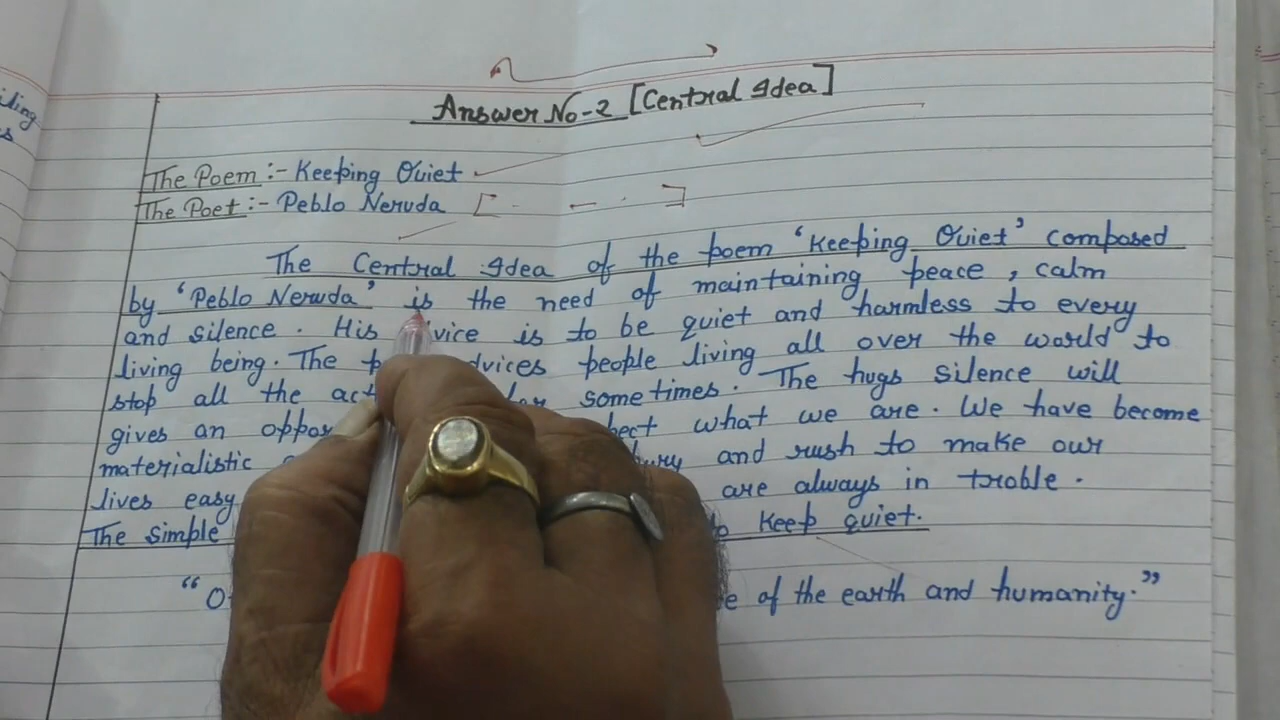 iding
Answer No-2 [Central Idea]
The Poem :- Keeping Quiet
The Poet :- Peblo Neruda
The Central Idea of the poem 'Keeping Quiet' composed
by 'Peblo Neruda' is the need of maintaining peace, calm
and silence. His vice is to be quiet and harmless to every
living being. The dvices people living all over the world to
stop all the act sometimes. The hugs silence will
gives an oppor pect what we are. We have become
materialistic and rush to make our
lives easy are always in troble.
The simple to Keep quiet.
"O of the earth and humanity."